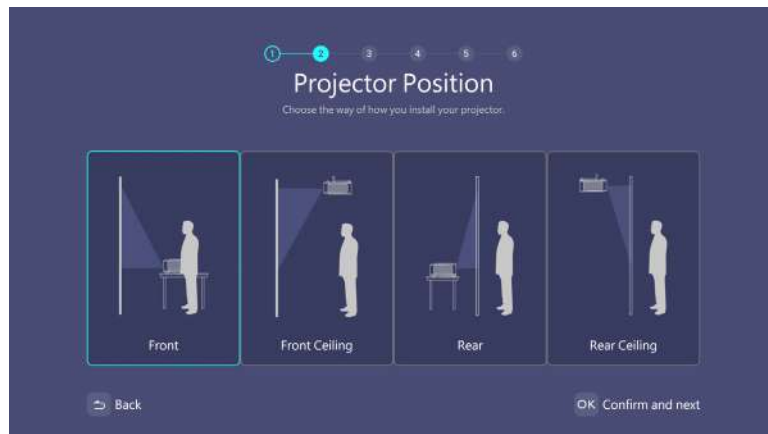 1 2 3 4 5 6
Projector Position
Choose the way of how you install your projector.
Front
Front Ceiling
Rear
Rear Ceiling
Back
OK Confirm and next